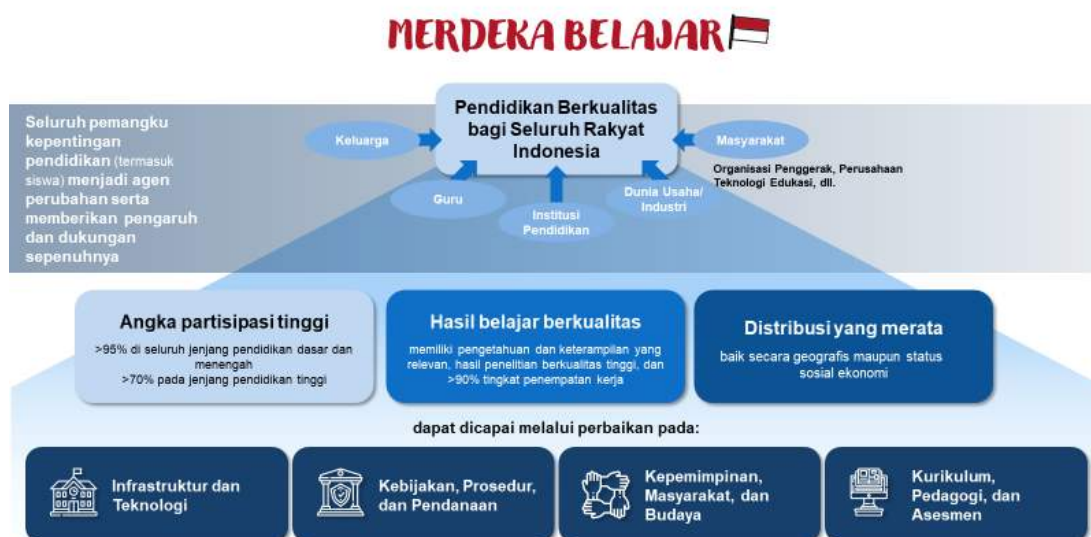 MERDEKA BELAJAR
Pendidikan Berkualitas
bagi Seluruh Rakyat
Indonesia
Seluruh pemangku
kepentingan
pendidikan (termasuk
siswa) menjadi agen
perubahan serta
memberikan pengaruh
dan dukungan
sepenuhnya
Keluarga
Guru
Institusi
Pendidikan
Dunia Usaha/
Industri
Masyarakat
Organisasi Penggerak, Perusahaan
Teknologi Edukasi, dll.
Angka partisipasi tinggi
>95% di seluruh jenjang pendidikan dasar dan
menengah
>70% pada jenjang pendidikan tinggi
Hasil belajar berkualitas
memiliki pengetahuan dan keterampilan yang
relevan, hasil penelitian berkualitas tinggi, dan
>90% tingkat penempatan kerja
Distribusi yang merata
baik secara geografis maupun status
sosial ekonomi
dapat dicapai melalui perbaikan pada:
Infrastruktur dan
Teknologi
Kebijakan, Prosedur,
dan Pendanaan
Kepemimpinan,
Masyarakat, dan
Budaya
Kurikulum,
Pedagogi, dan
Asesmen